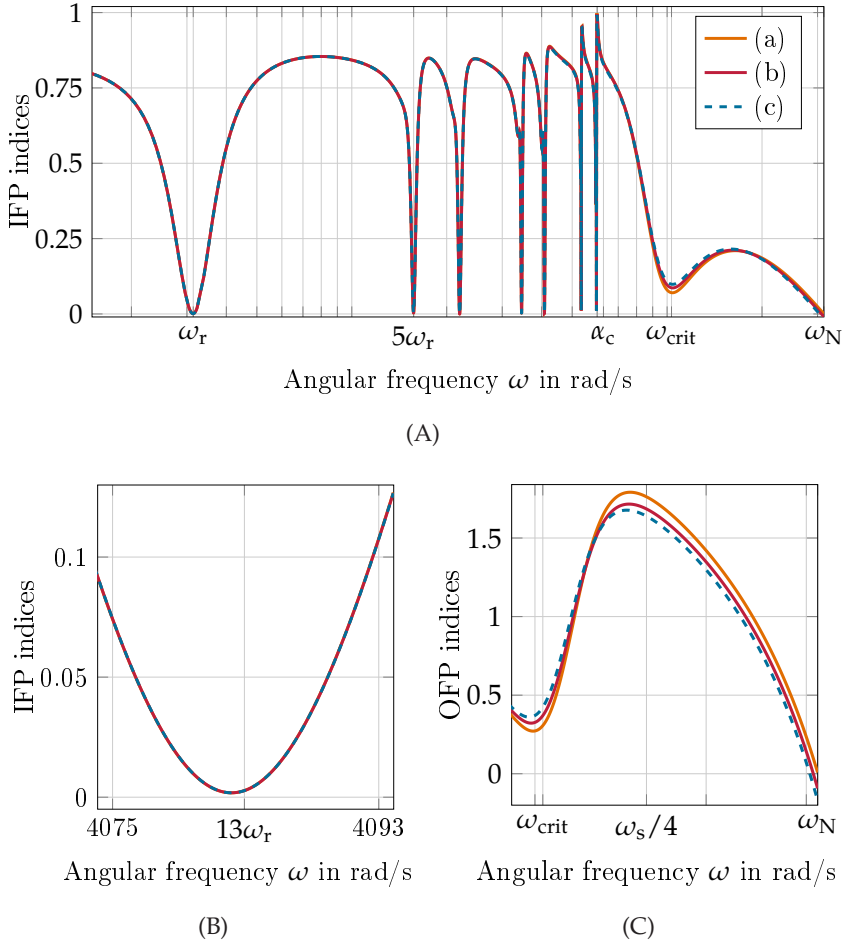 1
0.75
0.5
0.25
0
IFP indices
(a)
(b)
(c)
ωr 5ωr αc ωcrit ωN
Angular frequency ω in rad/s
(A)
0.1
0.05
0
IFP indices
4075 13ωr 4093
Angular frequency ω in rad/s
(B)
1.5
1
0.5
0
OFP indices
ωcrit ωs/4 ωN
Angular frequency ω in rad/s
(C)